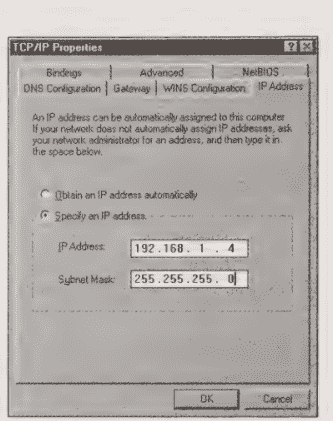 TCP/IP Properties
Bindings Advanced NetBIOS
DNS Configuration Gateway WINS Configuration IP Address
An IP address can be automatically assigned to this computer
If your network does not automatically assign IP addresses, ask
your network administrator for an address, and then type it in
the space below.
Obtain an IP address automatically
Specify an IP address.
IP Address: 192.168. 1 . 4
Subnet Mask: 255.255.255. 0
OK Cancel